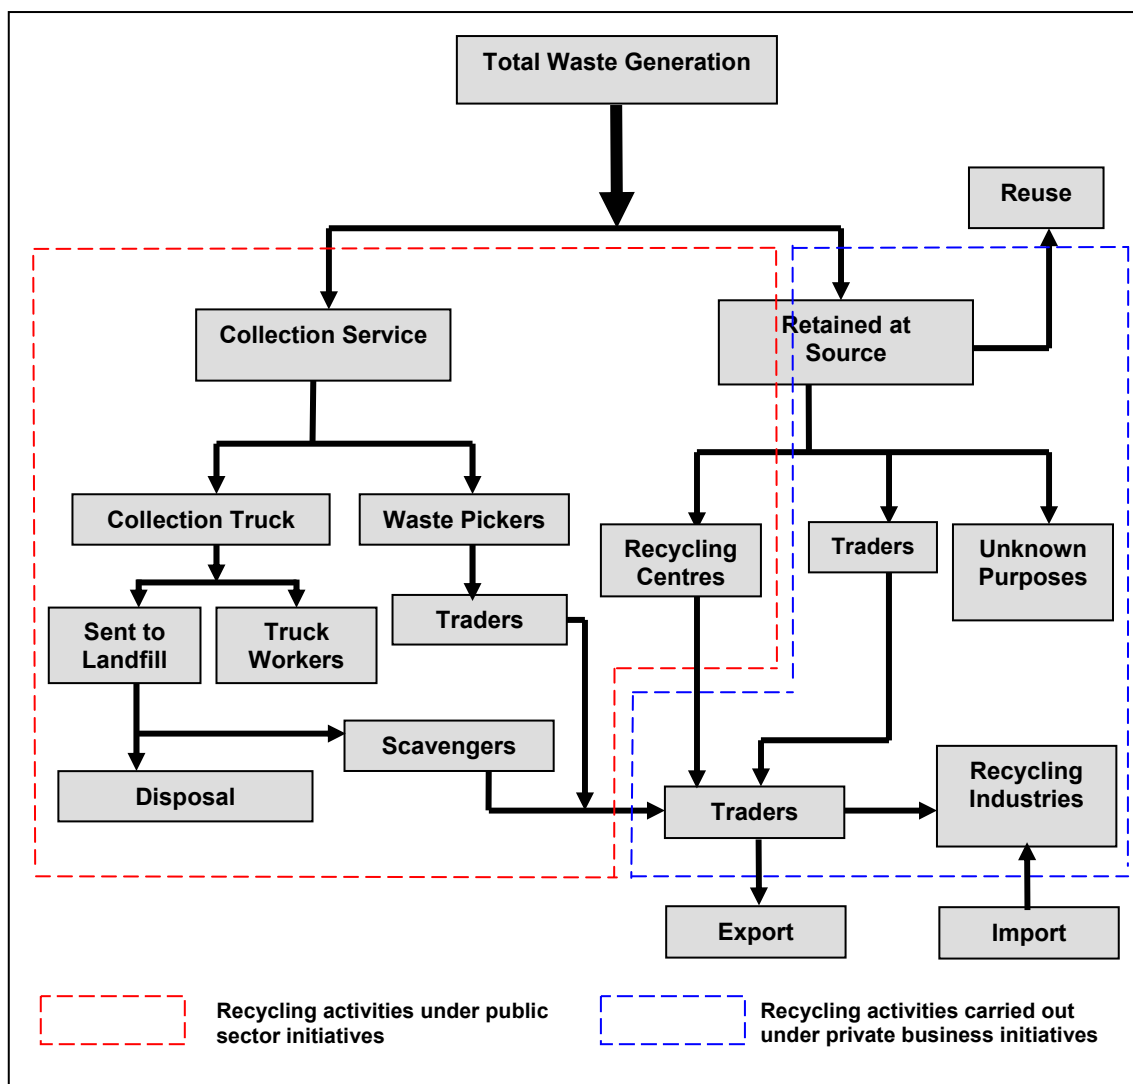 Total Waste Generation
Reuse
Collection Service
Retained at
Source
Collection Truck
Waste Pickers
Recycling
Centres
Traders
Unknown
Purposes
Sent to
Landfill
Truck
Workers
Traders
Scavengers
Disposal
Traders
Recycling
Industries
Export
Import
Recycling activities under public
sector initiatives
Recycling activities carried out
under private business initiatives